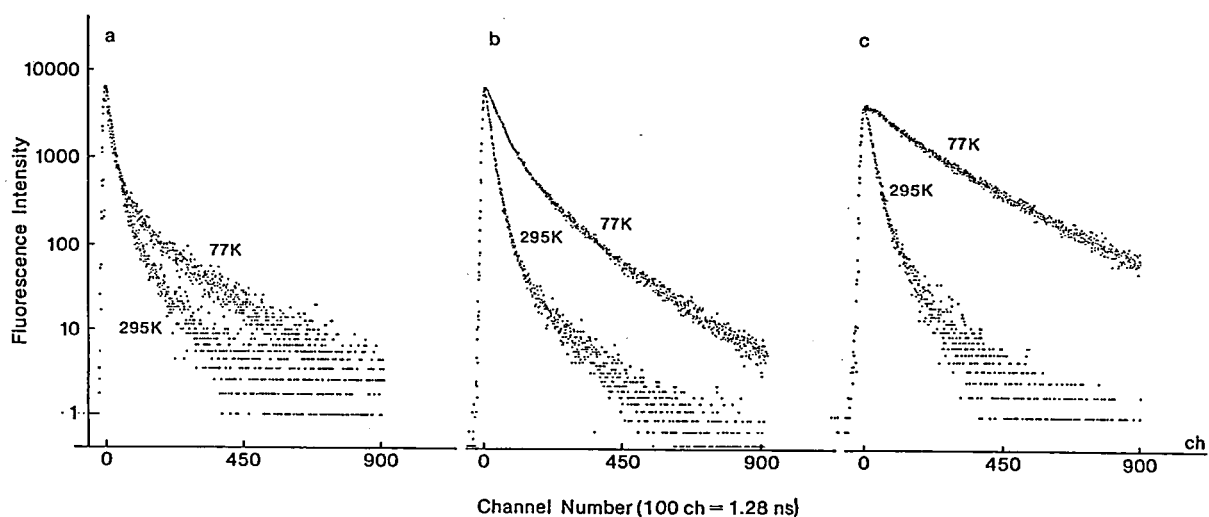 a
b
c
10000
1000
100
10
1
Fluorescence Intensity
77K
295K
77K
295K
77K
295K
0 450 900
0 450 900
0 450 900
ch
Channel Number (100 ch = 1.28 ns)